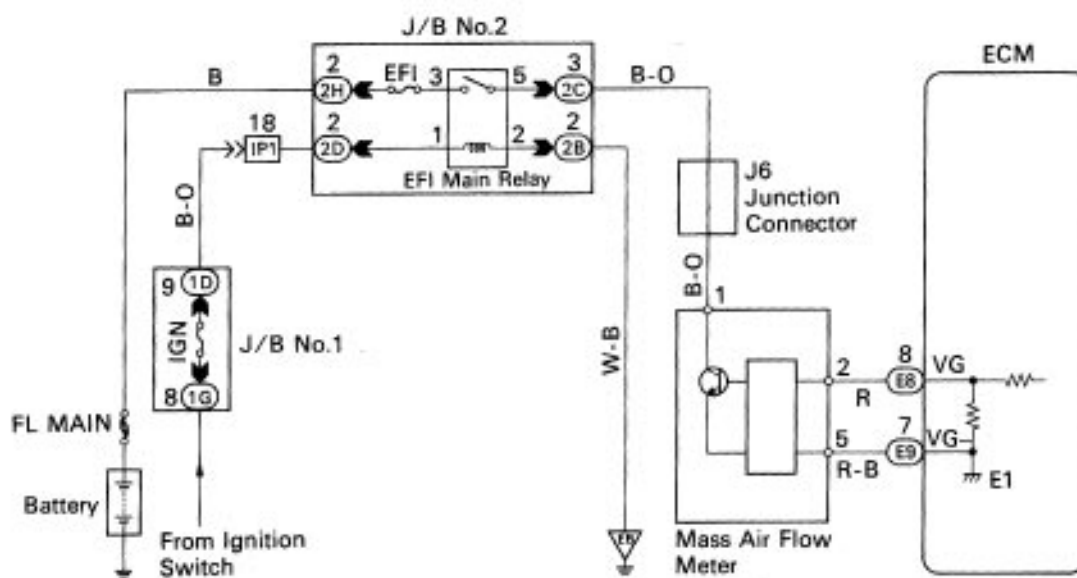 J/B No.2
ECM
B
2
EFI
3
5
3
B-O
2H
2C
18
IP1
2
2D
1
2
2
2B
EFI Main Relay
J6
Junction
Connector
B-O
B-O
1
9
1D
IGN
J/B No.1
8
1G
W-B
2
8
VG
R
E8
5
7
VG-
R-B
E9
E1
FL MAIN
Battery
From Ignition
Switch
EB
Mass Air Flow
Meter